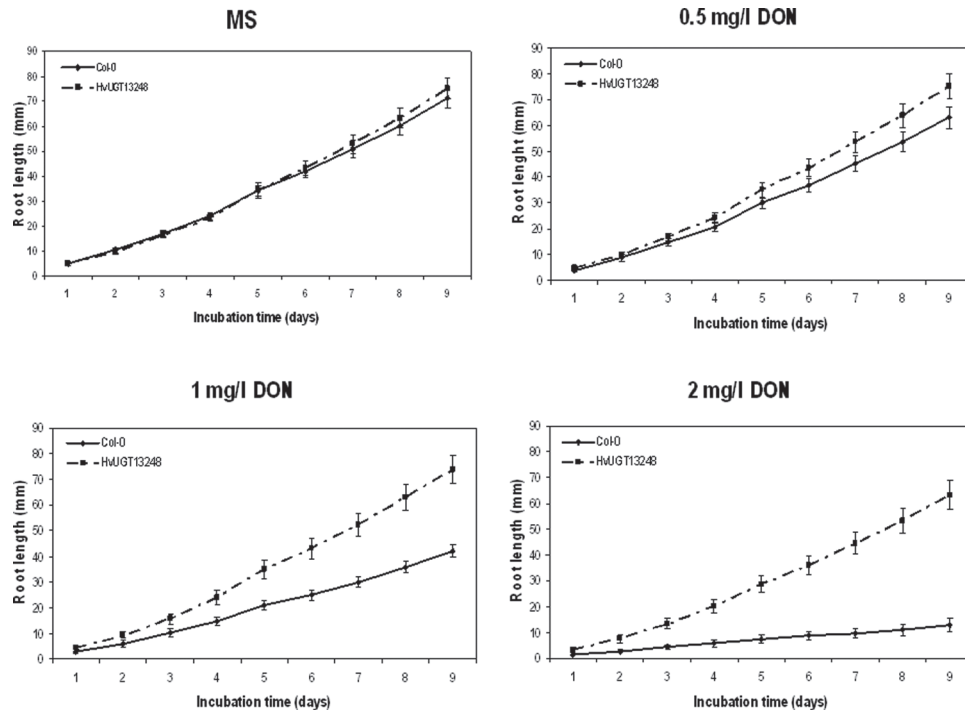 MS
90
80
70
60
50
40
30
20
10
0
Root length (mm)
Col-0
HvUGT13248
1 2 3 4 5 6 7 8 9
Incubation time (days)
0.5 mg/l DON
90
80
70
60
50
40
30
20
10
0
Root lenght (mm)
Col-0
HvUGT13248
1 2 3 4 5 6 7 8 9
Incubation time (days)
1 mg/l DON
90
80
70
60
50
40
30
20
10
0
Root length (mm)
Col-0
HvUGT13248
1 2 3 4 5 6 7 8 9
Incubation time (days)
2 mg/l DON
90
80
70
60
50
40
30
20
10
0
Root length (mm)
Col-0
HvUGT13248
1 2 3 4 5 6 7 8 9
Incubation time (days)